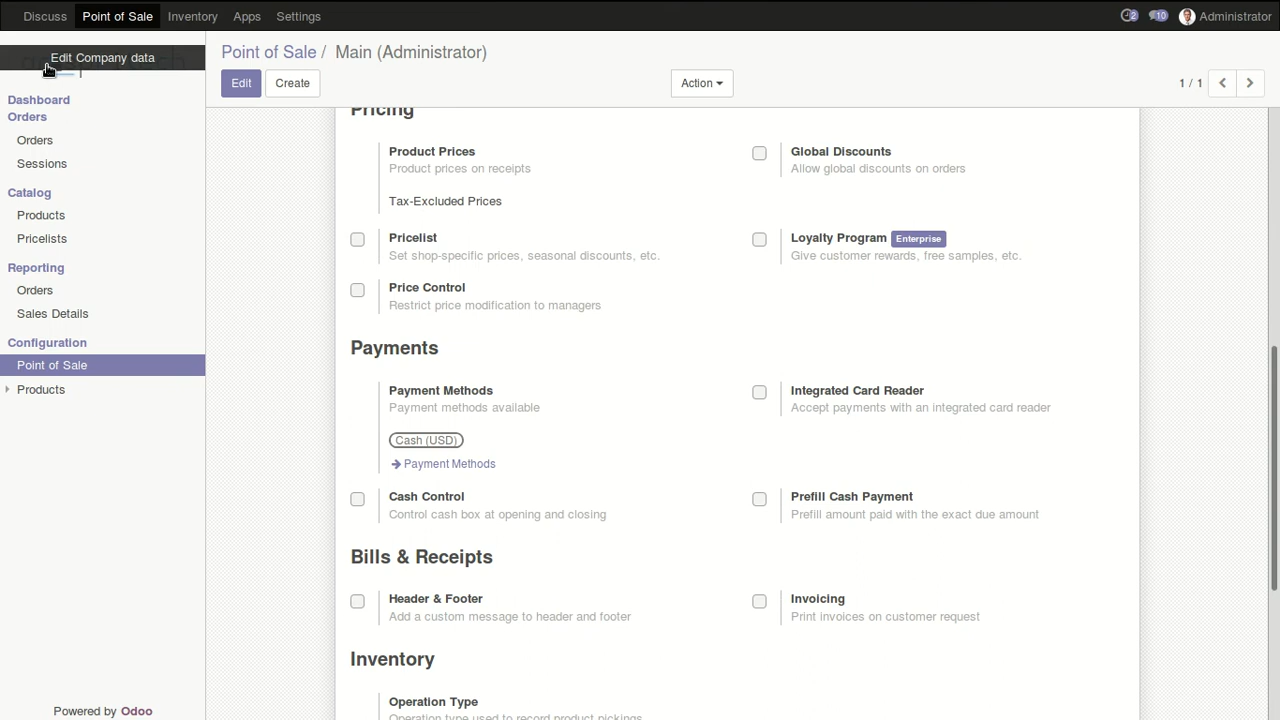 Discuss
Point of Sale
Inventory
Apps
Settings
2
10
Administrator
Edit Company data
Point of Sale / Main (Administrator)
Edit
Create
Action
1 / 1
Dashboard
Orders
Orders
Sessions
Catalog
Products
Pricelists
Reporting
Orders
Sales Details
Configuration
Point of Sale
Products
Powered by Odoo
Pricing
Product Prices
Product prices on receipts
Tax-Excluded Prices
Global Discounts
Allow global discounts on orders
Pricelist
Set shop-specific prices, seasonal discounts, etc.
Loyalty Program Enterprise
Give customer rewards, free samples, etc.
Price Control
Restrict price modification to managers
Payments
Payment Methods
Payment methods available
Cash (USD)
Payment Methods
Integrated Card Reader
Accept payments with an integrated card reader
Cash Control
Control cash box at opening and closing
Prefill Cash Payment
Prefill amount paid with the exact due amount
Bills & Receipts
Header & Footer
Add a custom message to header and footer
Invoicing
Print invoices on customer request
Inventory
Operation Type
Operation type used to record product pickings